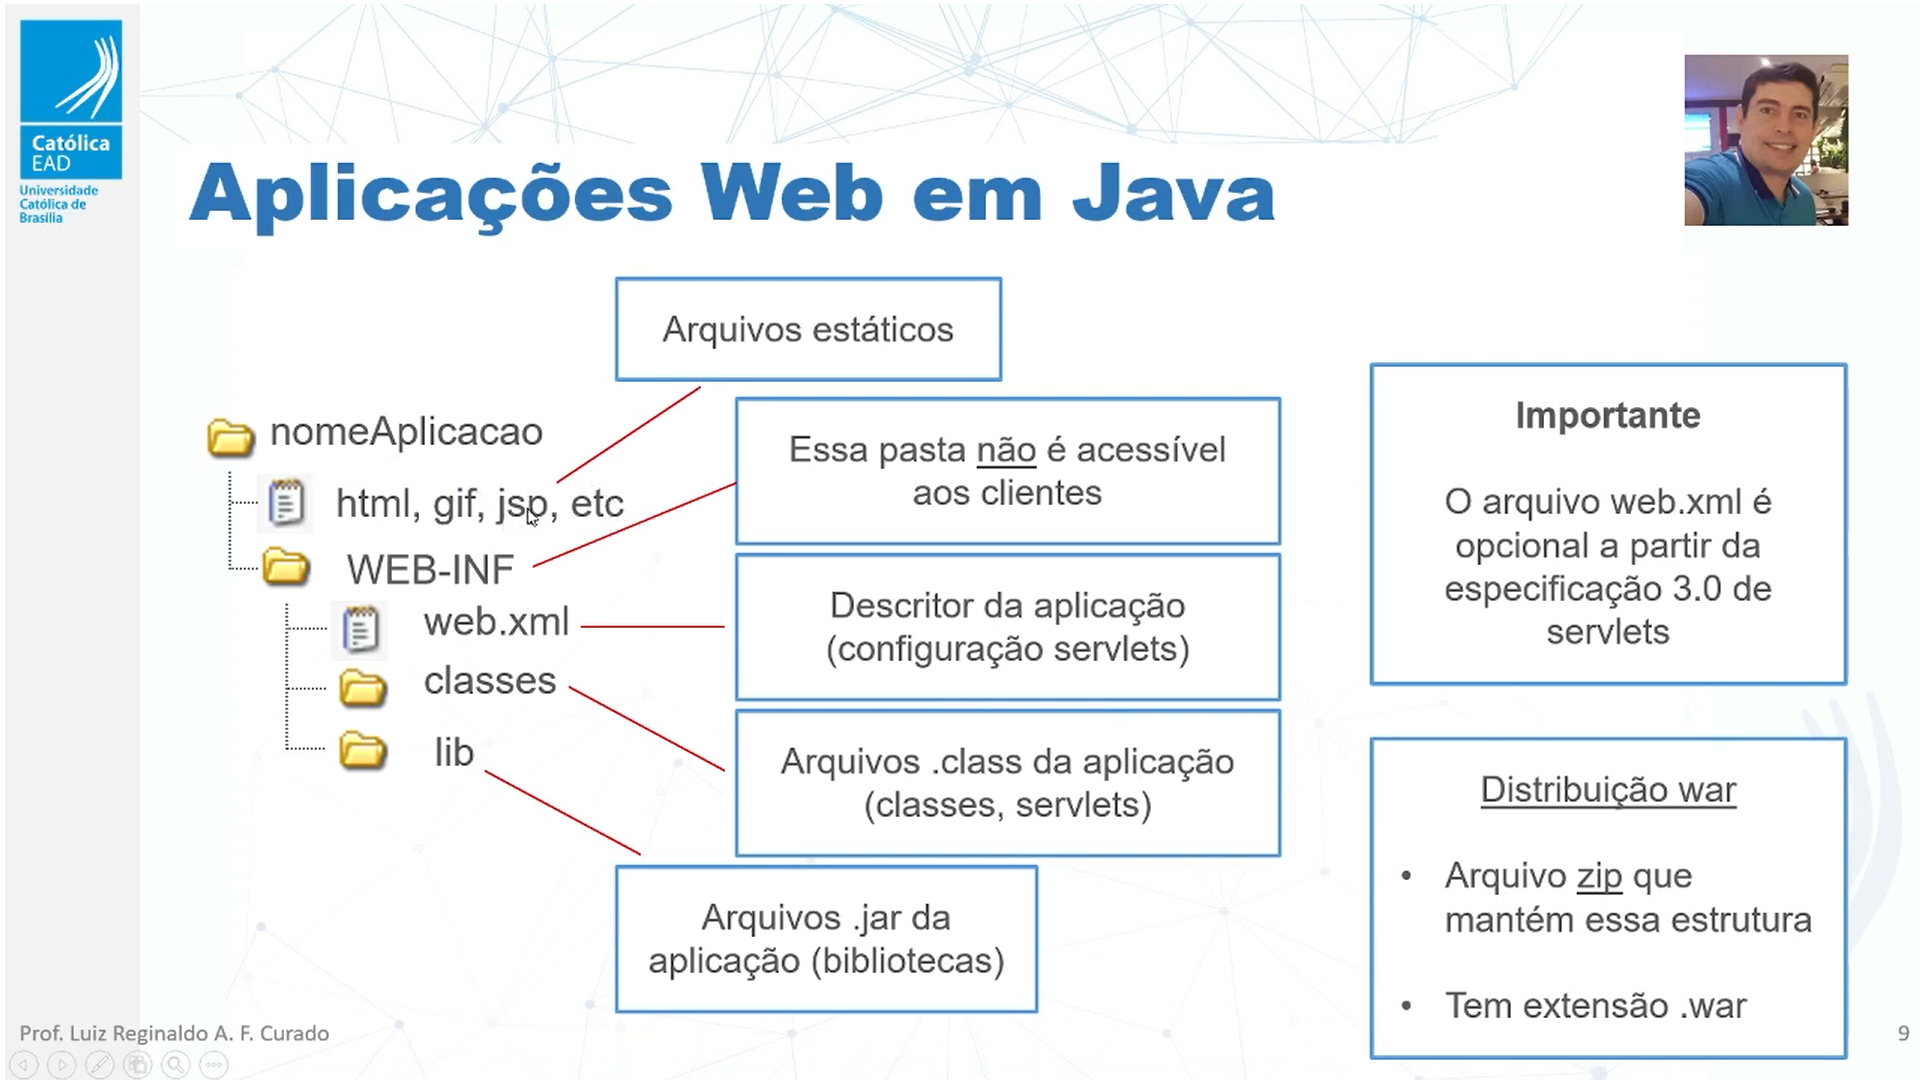 Católica
EAD
Universidade
Católica de
Brasília
Aplicações Web em Java
Arquivos estáticos
nomeAplicacao
html, gif, jsp, etc
WEB-INF
web.xml
classes
lib
Essa pasta não é acessível
aos clientes
Descritor da aplicação
(configuração servlets)
Arquivos .class da aplicação
(classes, servlets)
Arquivos .jar da
aplicação (bibliotecas)
Importante
O arquivo web.xml é
opcional a partir da
especificação 3.0 de
servlets
Distribuição war
• Arquivo zip que
mantém essa estrutura
• Tem extensão .war
Prof. Luiz Reginaldo A. F. Curado
9